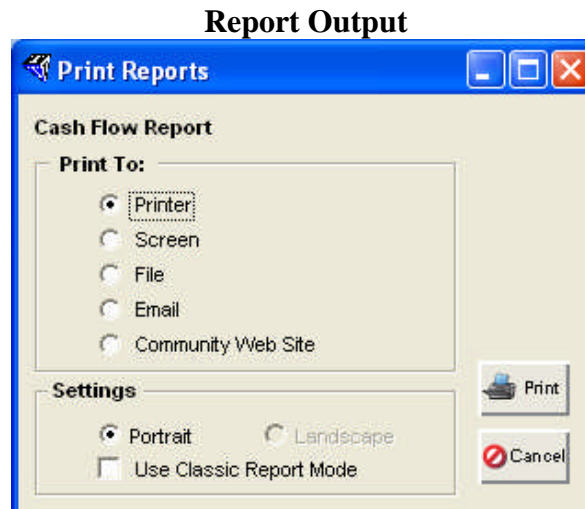 Report Output
Print Reports
Cash Flow Report
Print To:
Printer
Screen
File
Email
Community Web Site
Settings
Portrait Landscape
Use Classic Report Mode
Print
Cancel